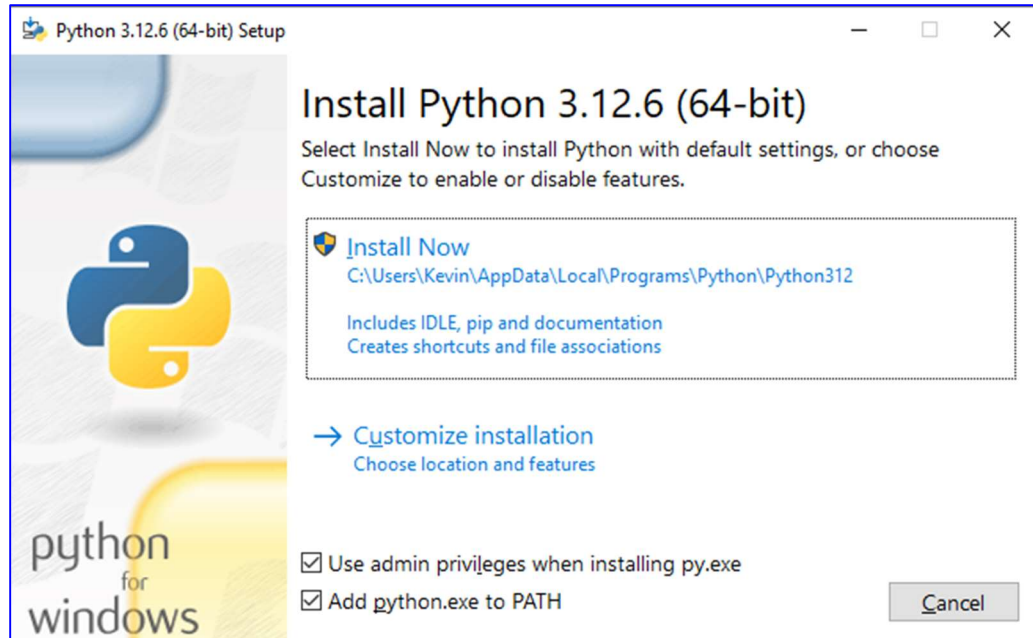 Python 3.12.6 (64-bit) Setup
Install Python 3.12.6 (64-bit)
Select Install Now to install Python with default settings, or choose
Customize to enable or disable features.
Install Now
C:\Users\Kevin\AppData\Local\Programs\Python\Python312
Includes IDLE, pip and documentation
Creates shortcuts and file associations
Customize installation
Choose location and features
python
for
windows
Use admin privileges when installing py.exe
Add python.exe to PATH
Cancel